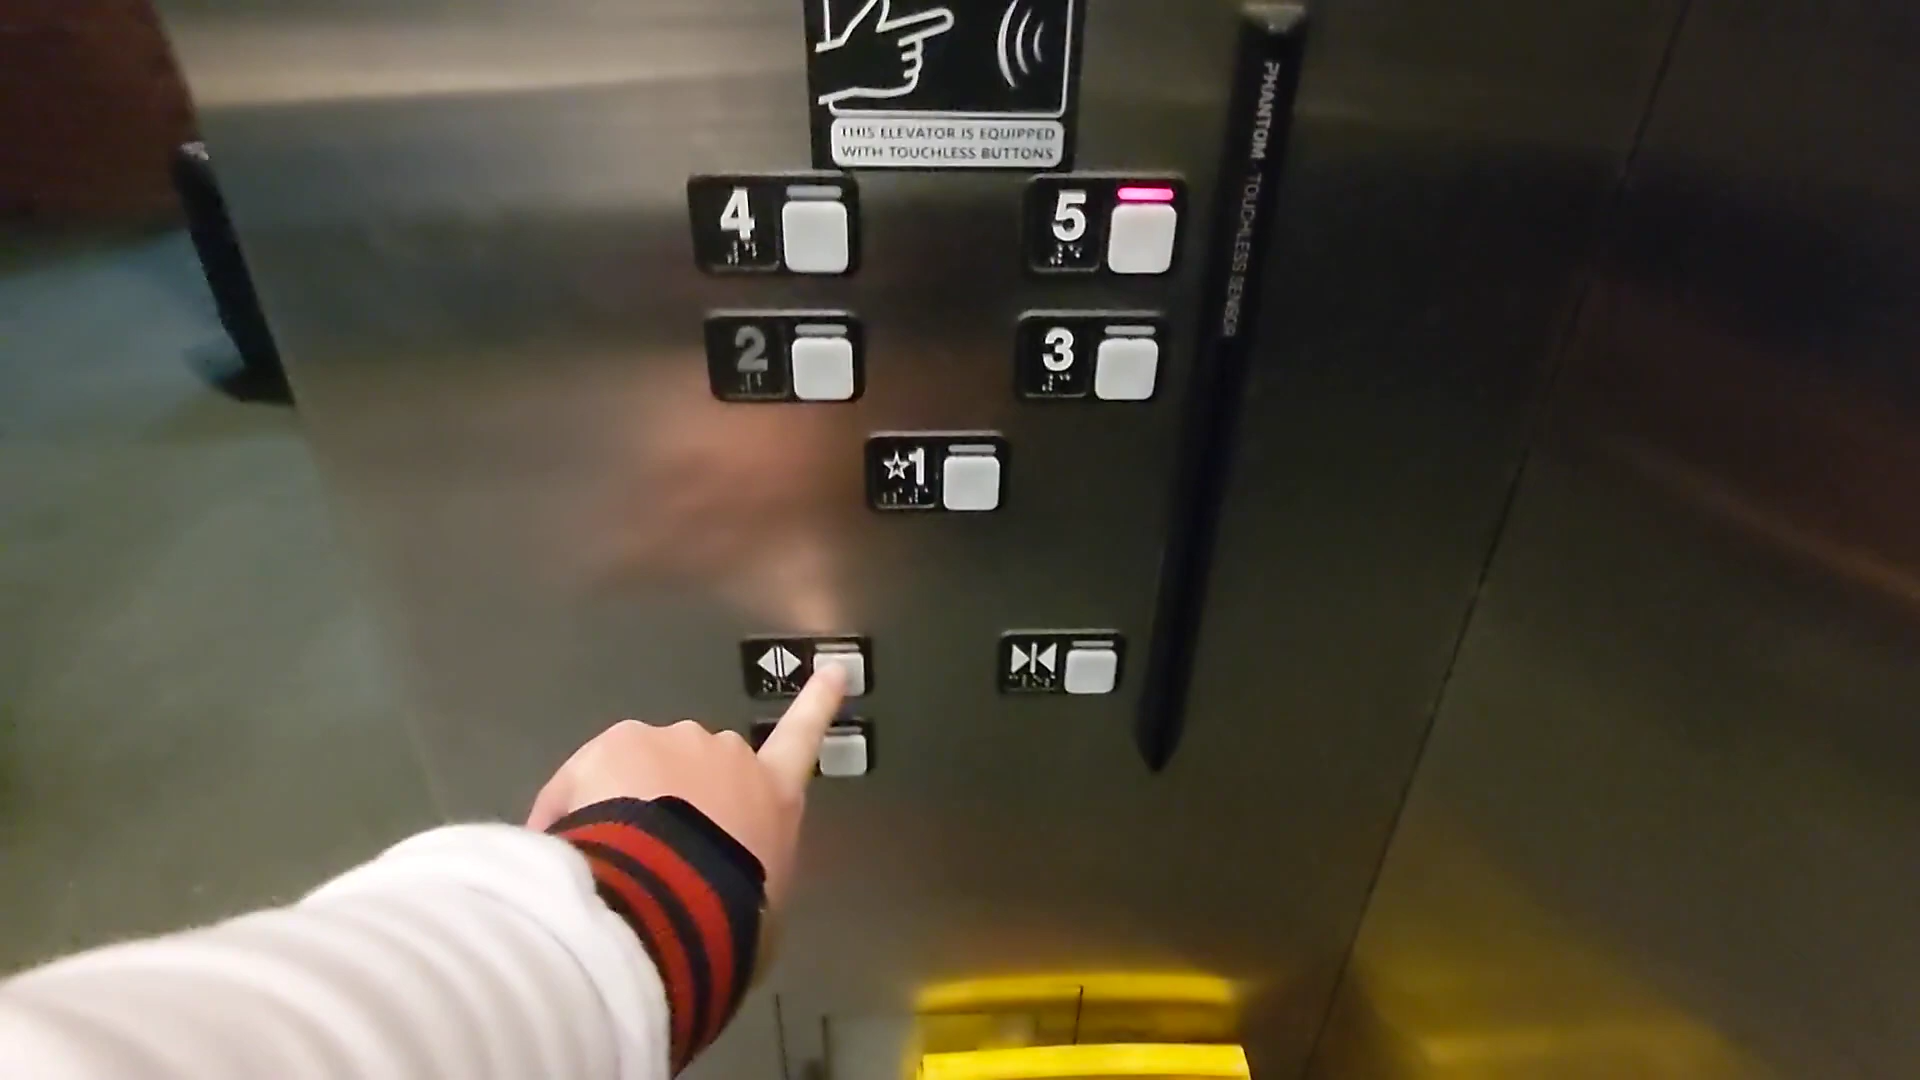 THIS ELEVATOR IS EQUIPPED
WITH TOUCHLESS BUTTONS
4
5
2
3
☆1
PHANTOM TOUCHLESS SENSOR